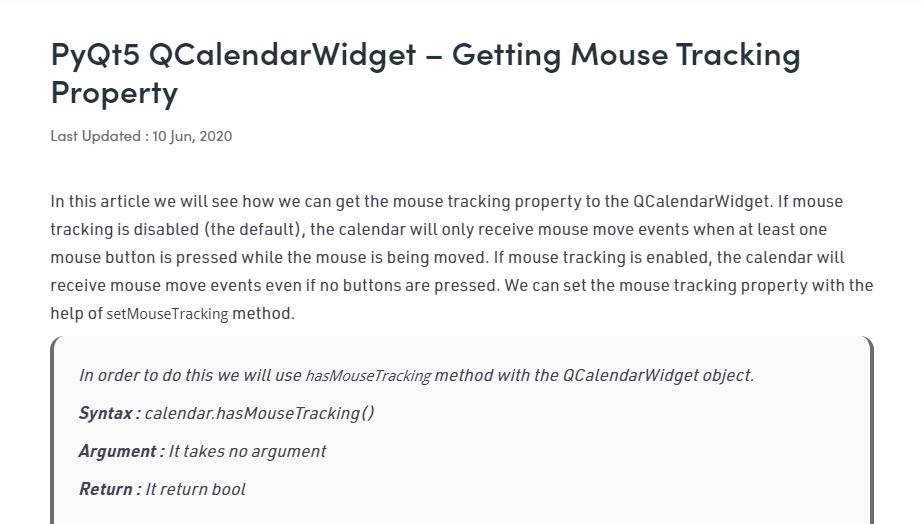 PyQt5 QCalendarWidget – Getting Mouse Tracking
Property
Last Updated : 10 Jun, 2020
In this article we will see how we can get the mouse tracking property to the QCalendarWidget. If mouse
tracking is disabled (the default), the calendar will only receive mouse move events when at least one
mouse button is pressed while the mouse is being moved. If mouse tracking is enabled, the calendar will
receive mouse move events even if no buttons are pressed. We can set the mouse tracking property with the
help of setMouseTracking method.
In order to do this we will use hasMouseTracking method with the QCalendarWidget object.
Syntax : calendar.hasMouseTracking()
Argument : It takes no argument
Return : It return bool